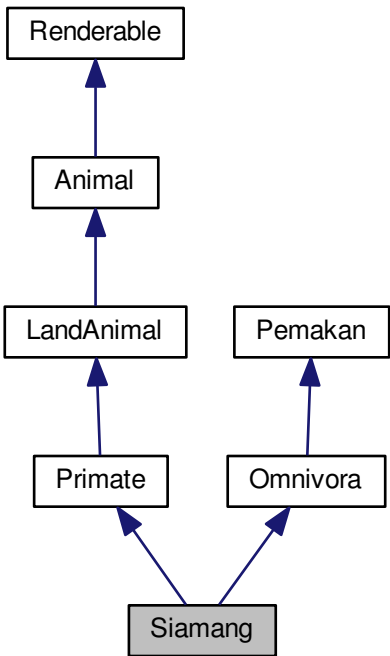 Renderable
Animal
LandAnimal
Pemakan
Primate
Omnivora
Siamang